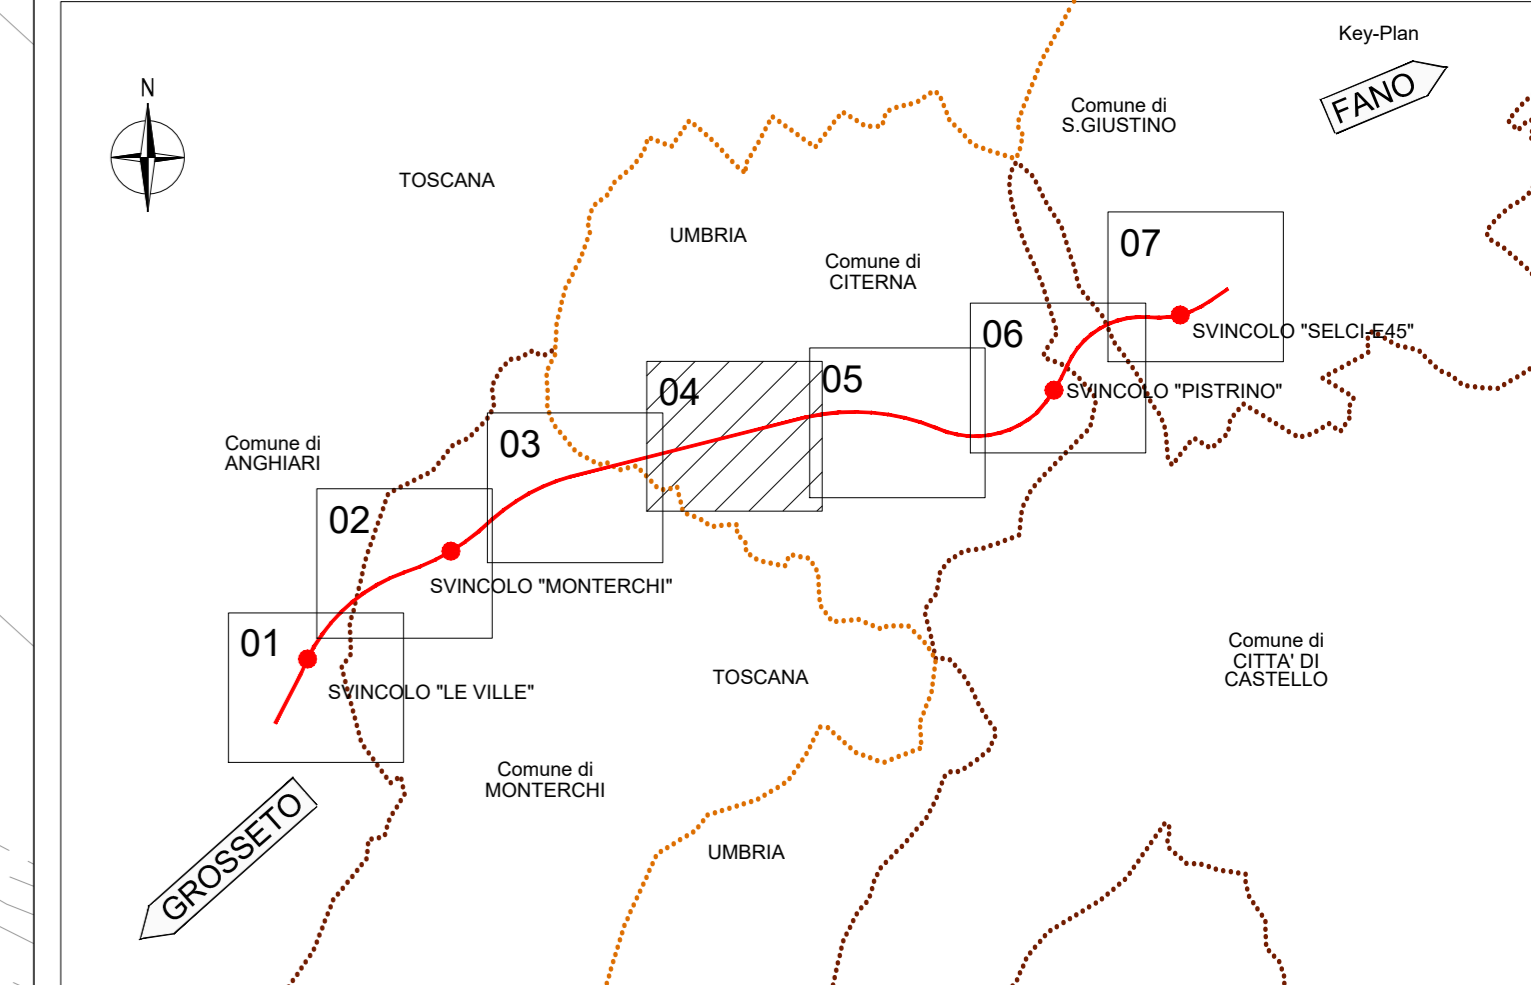 Key-Plan
N
FANO
Comune di
S.GIUSTINO
TOSCANA
UMBRIA
07
Comune di
CITERNA
06
SVINCOLO "SELCI-E45"
04
05
SVINCOLO "PISTRINO"
03
Comune di
ANGHIARI
02
SVINCOLO "MONTERCHI"
01
Comune di
CITTA' DI
CASTELLO
TOSCANA
SVINCOLO "LE VILLE"
Comune di
MONTERCHI
GROSSETO
UMBRIA